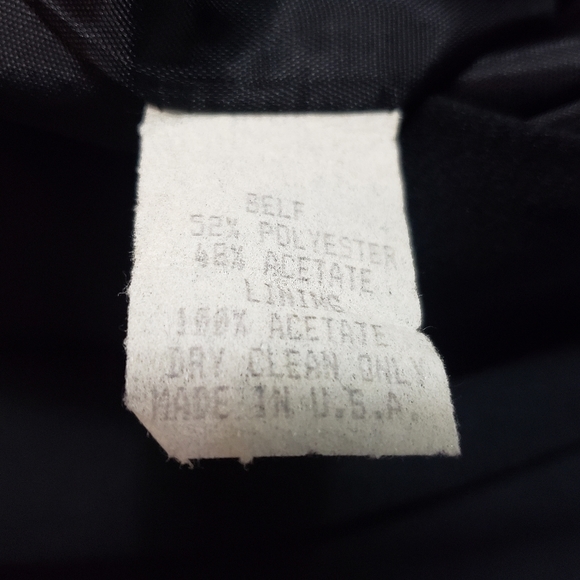 SELF
52% POLYESTER
48% ACETATE
LINING
100% ACETATE
DRY CLEAN ONLY
MADE IN U.S.A.